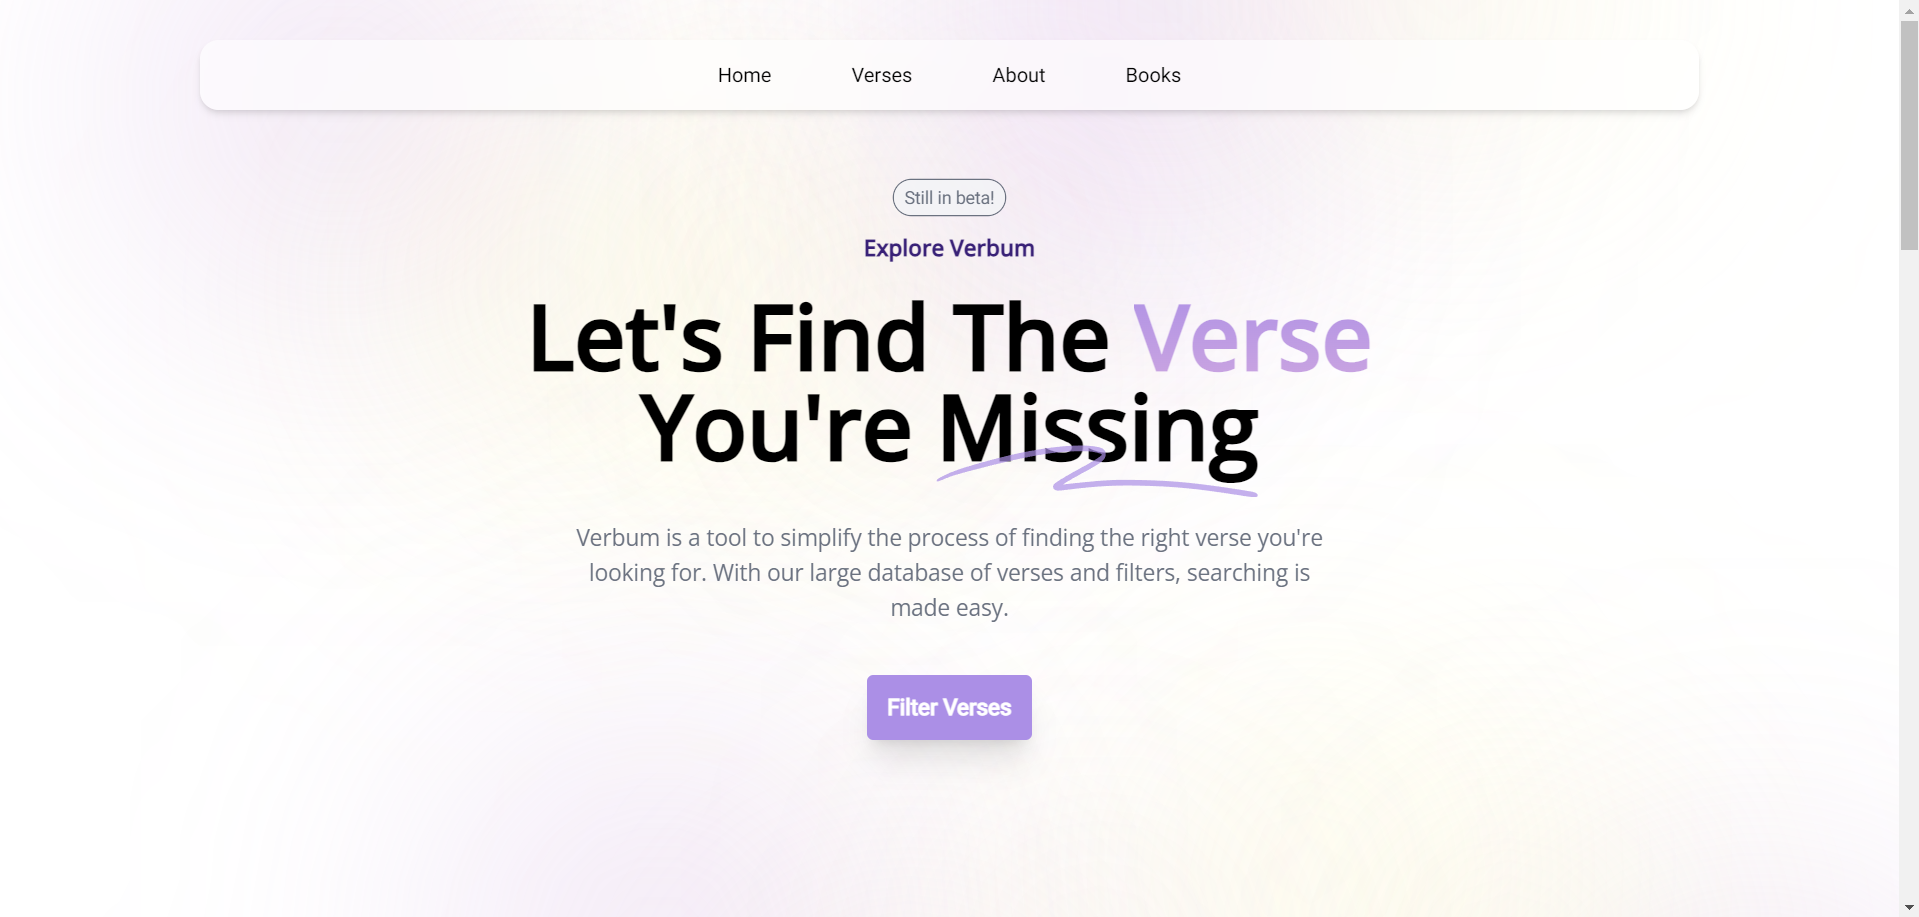 Home Verses About Books
Still in beta!
Explore Verbum
Let's Find The Verse
You're Missing
Verbum is a tool to simplify the process of finding the right verse you're
looking for. With our large database of verses and filters, searching is
made easy.
Filter Verses